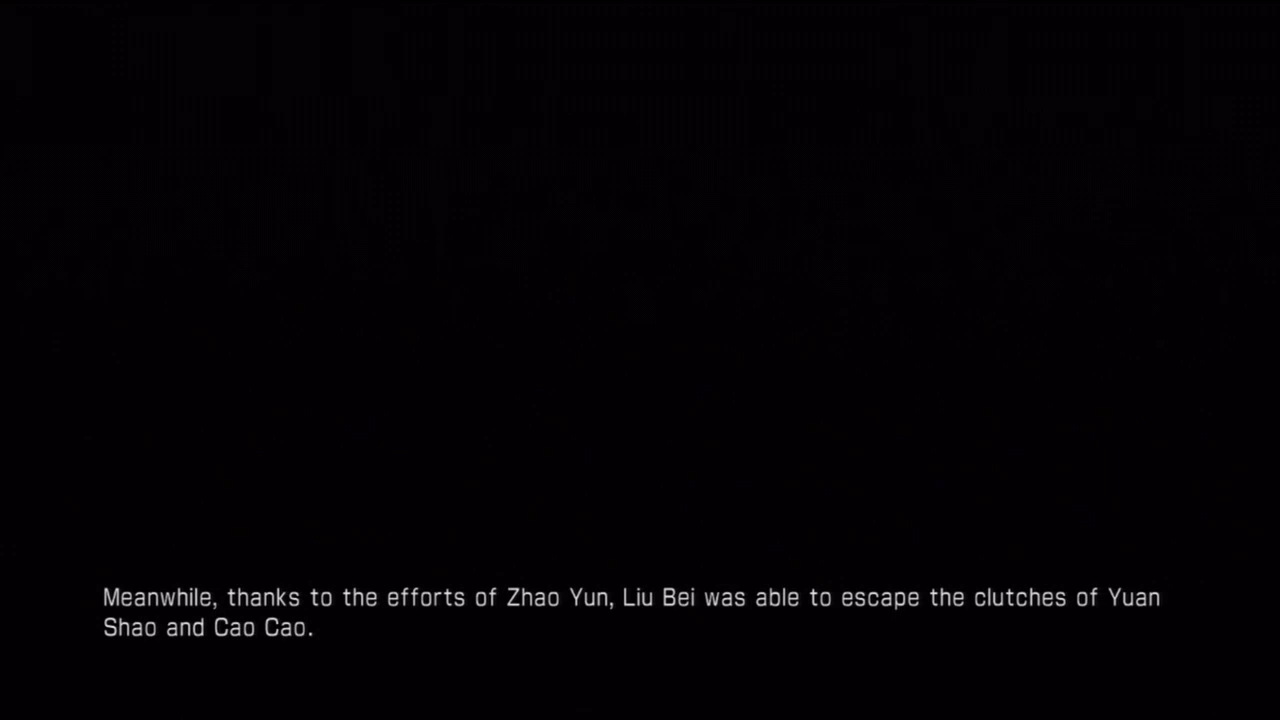 Meanwhile, thanks to the efforts of Zhao Yun, Liu Bei was able to escape the clutches of Yuan
Shao and Cao Cao.